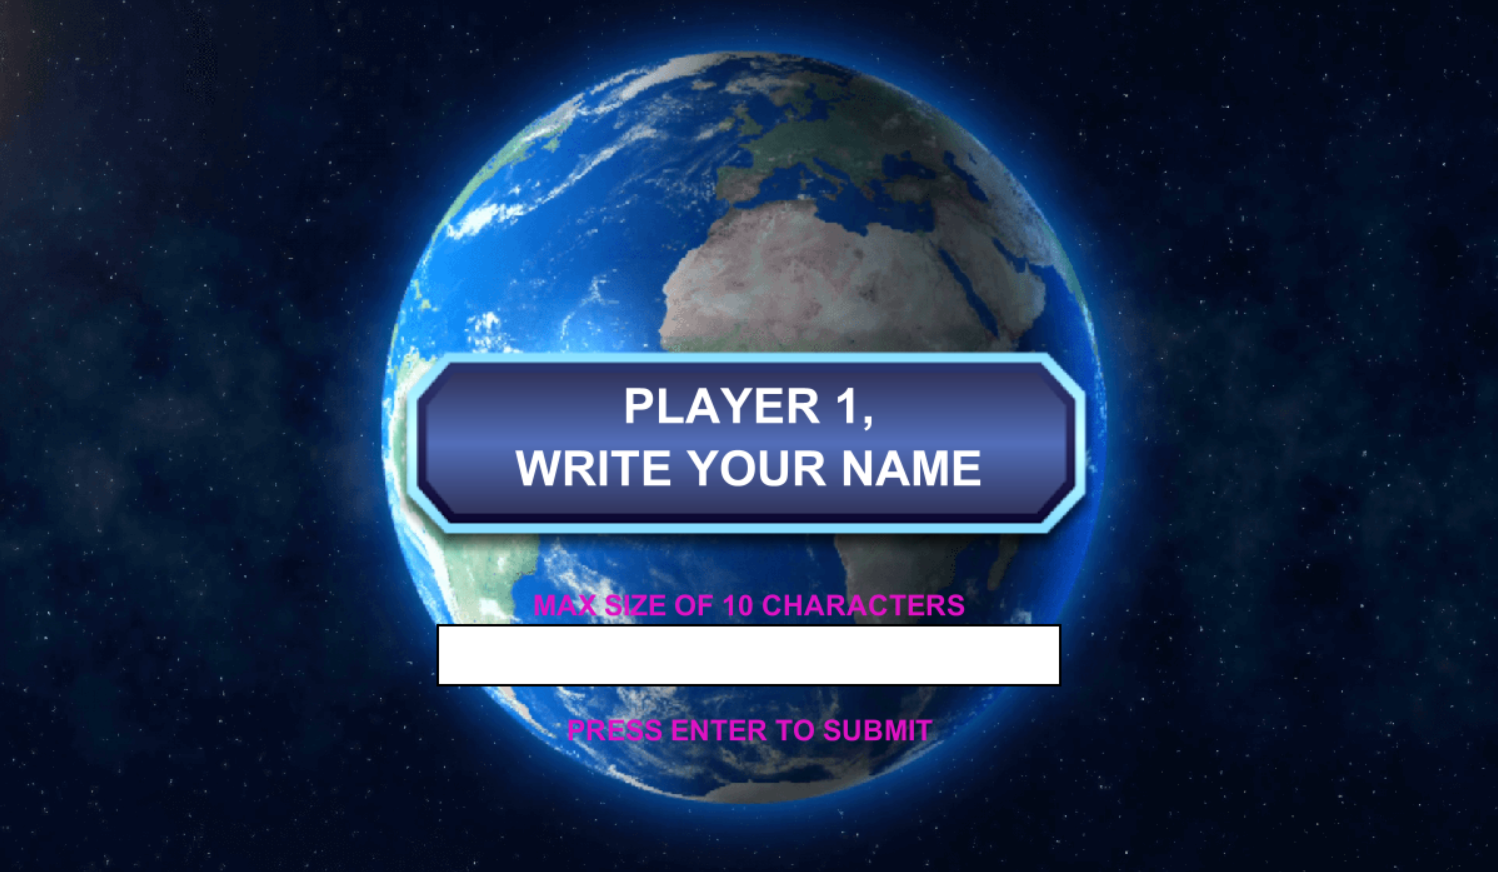 PLAYER 1,
WRITE YOUR NAME
MAX SIZE OF 10 CHARACTERS
PRESS ENTER TO SUBMIT